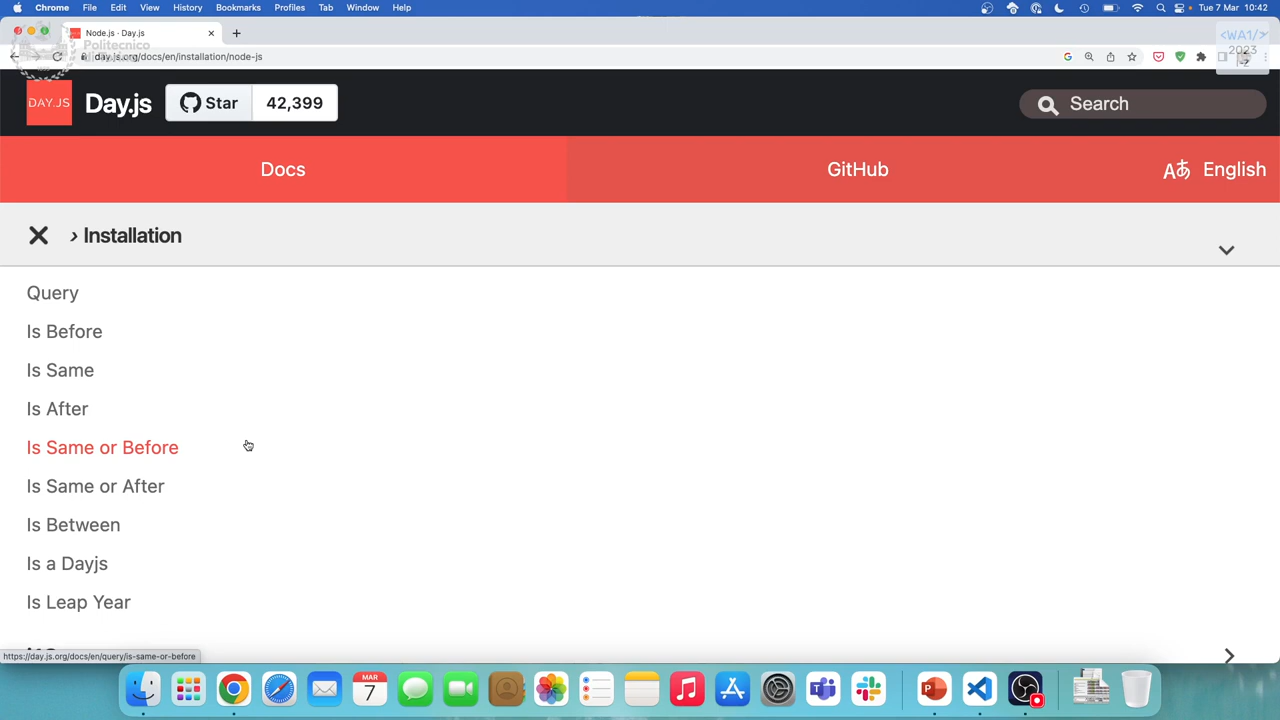 Chrome File Edit View History Bookmarks Profiles Tab Window Help Tue 7 Mar 10:42
Node.js · Day.js
Politecnico
day.js.org/docs/en/installation/node-js
<WA1/>
2023
DAY.JS Day.js Star 42,399 Search
Docs GitHub English
› Installation
Query
Is Before
Is Same
Is After
Is Same or Before
Is Same or After
Is Between
Is a Dayjs
Is Leap Year
https://day.js.org/docs/en/query/is-same-or-before
MAR
7